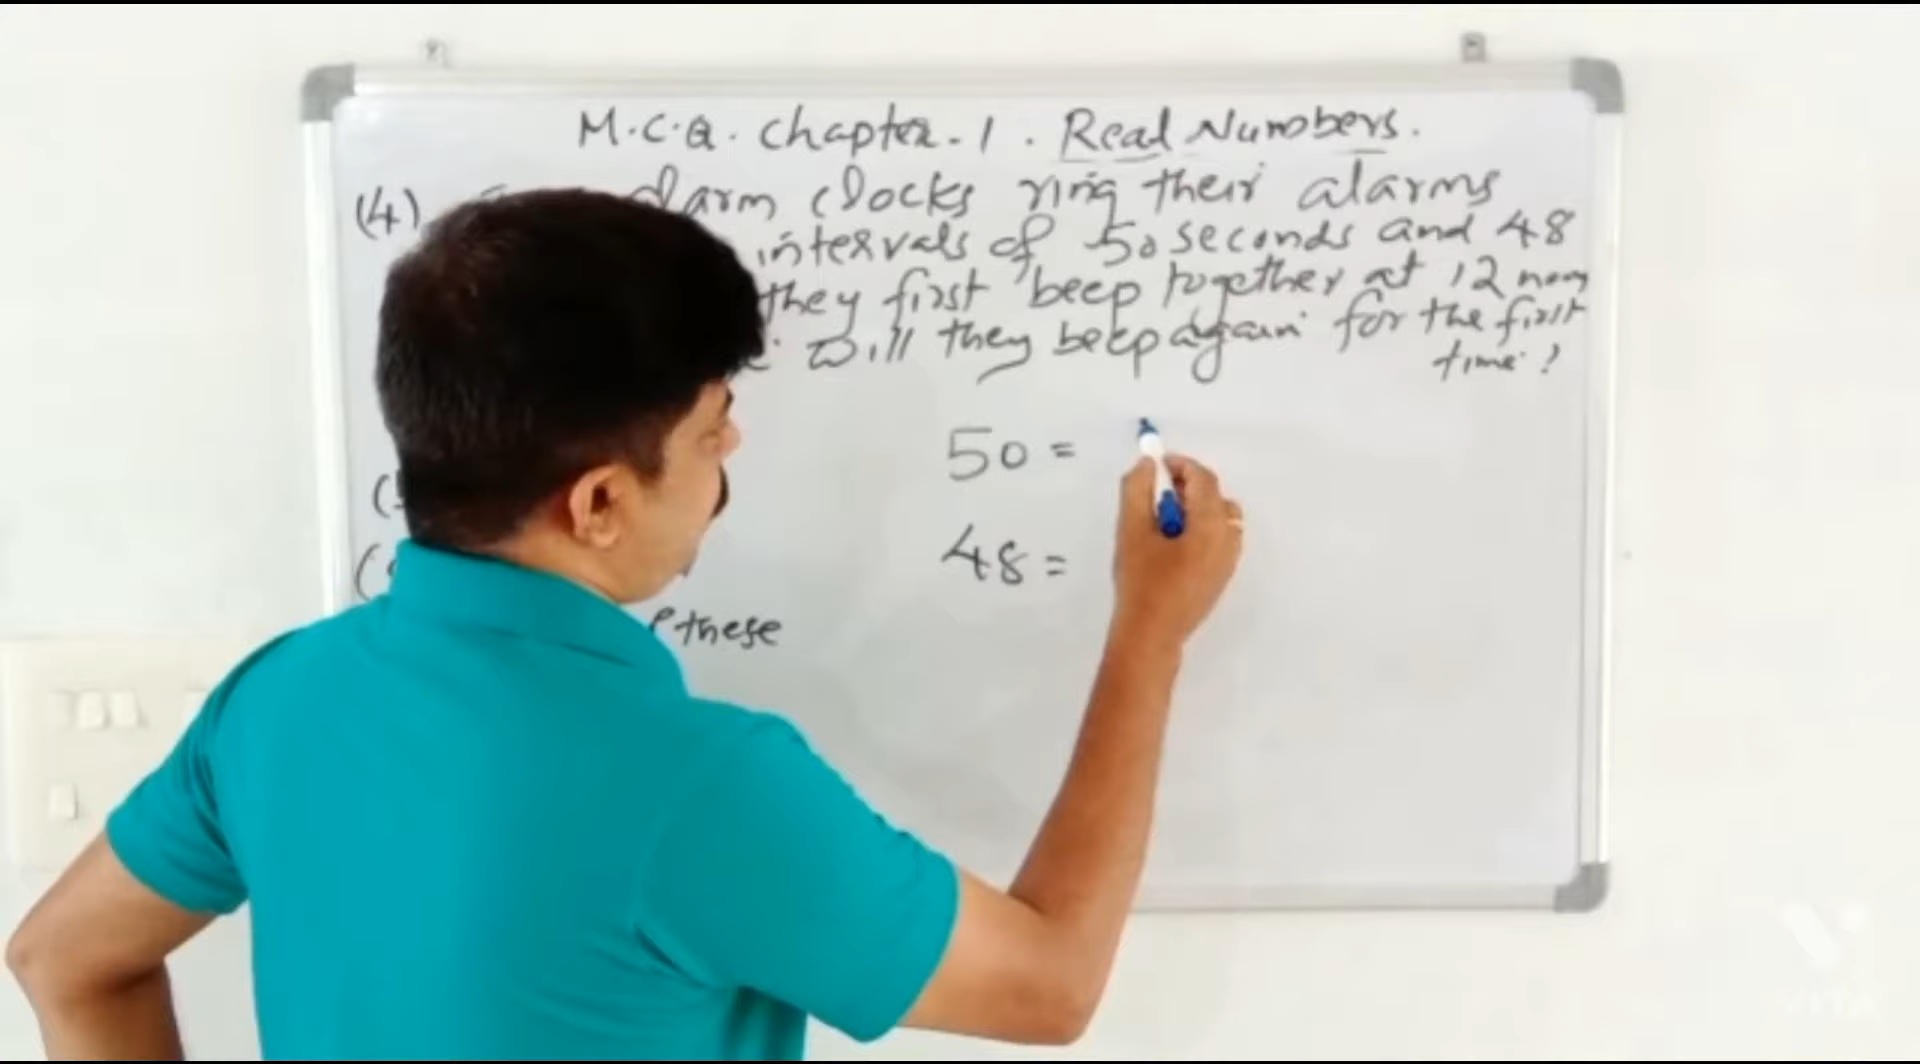 M.C.Q. Chapter-1. Real Numbers.
(4) alarm clocks ring their alarms
intervals of 50 seconds and 48
they first beep together at 12 noon
will they beep again for the first
time?
50 =
48 =
these
VITA